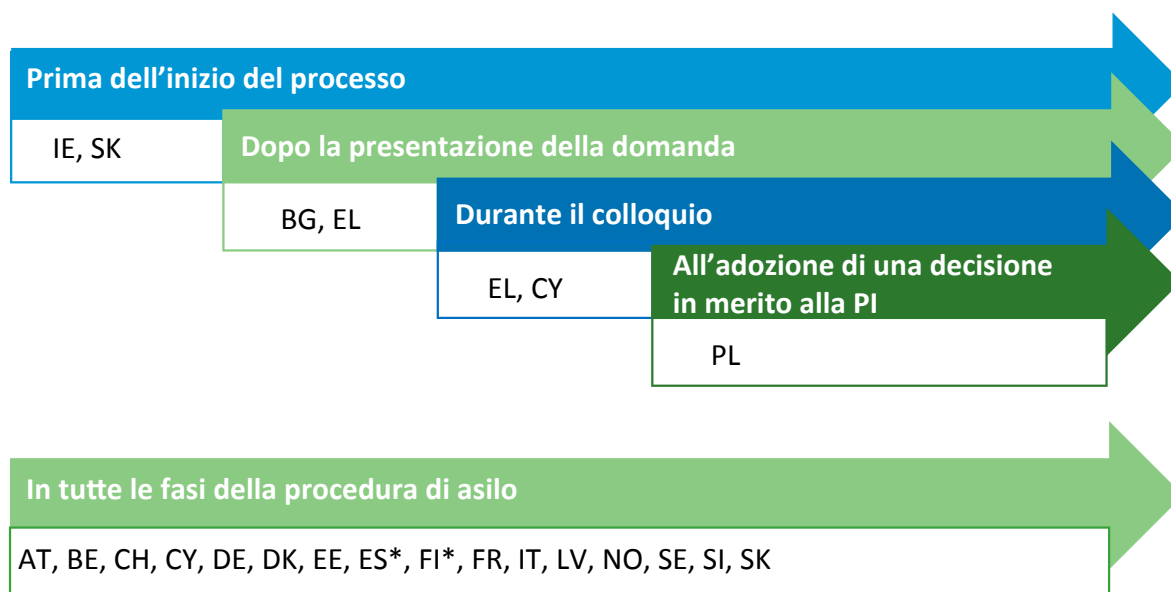 Prima dell’inizio del processo
IE, SK
Dopo la presentazione della domanda
BG, EL
Durante il colloquio
EL, CY
All’adozione di una decisione
in merito alla PI
PL
In tutte le fasi della procedura di asilo
AT, BE, CH, CY, DE, DK, EE, ES*, FI*, FR, IT, LV, NO, SE, SI, SK